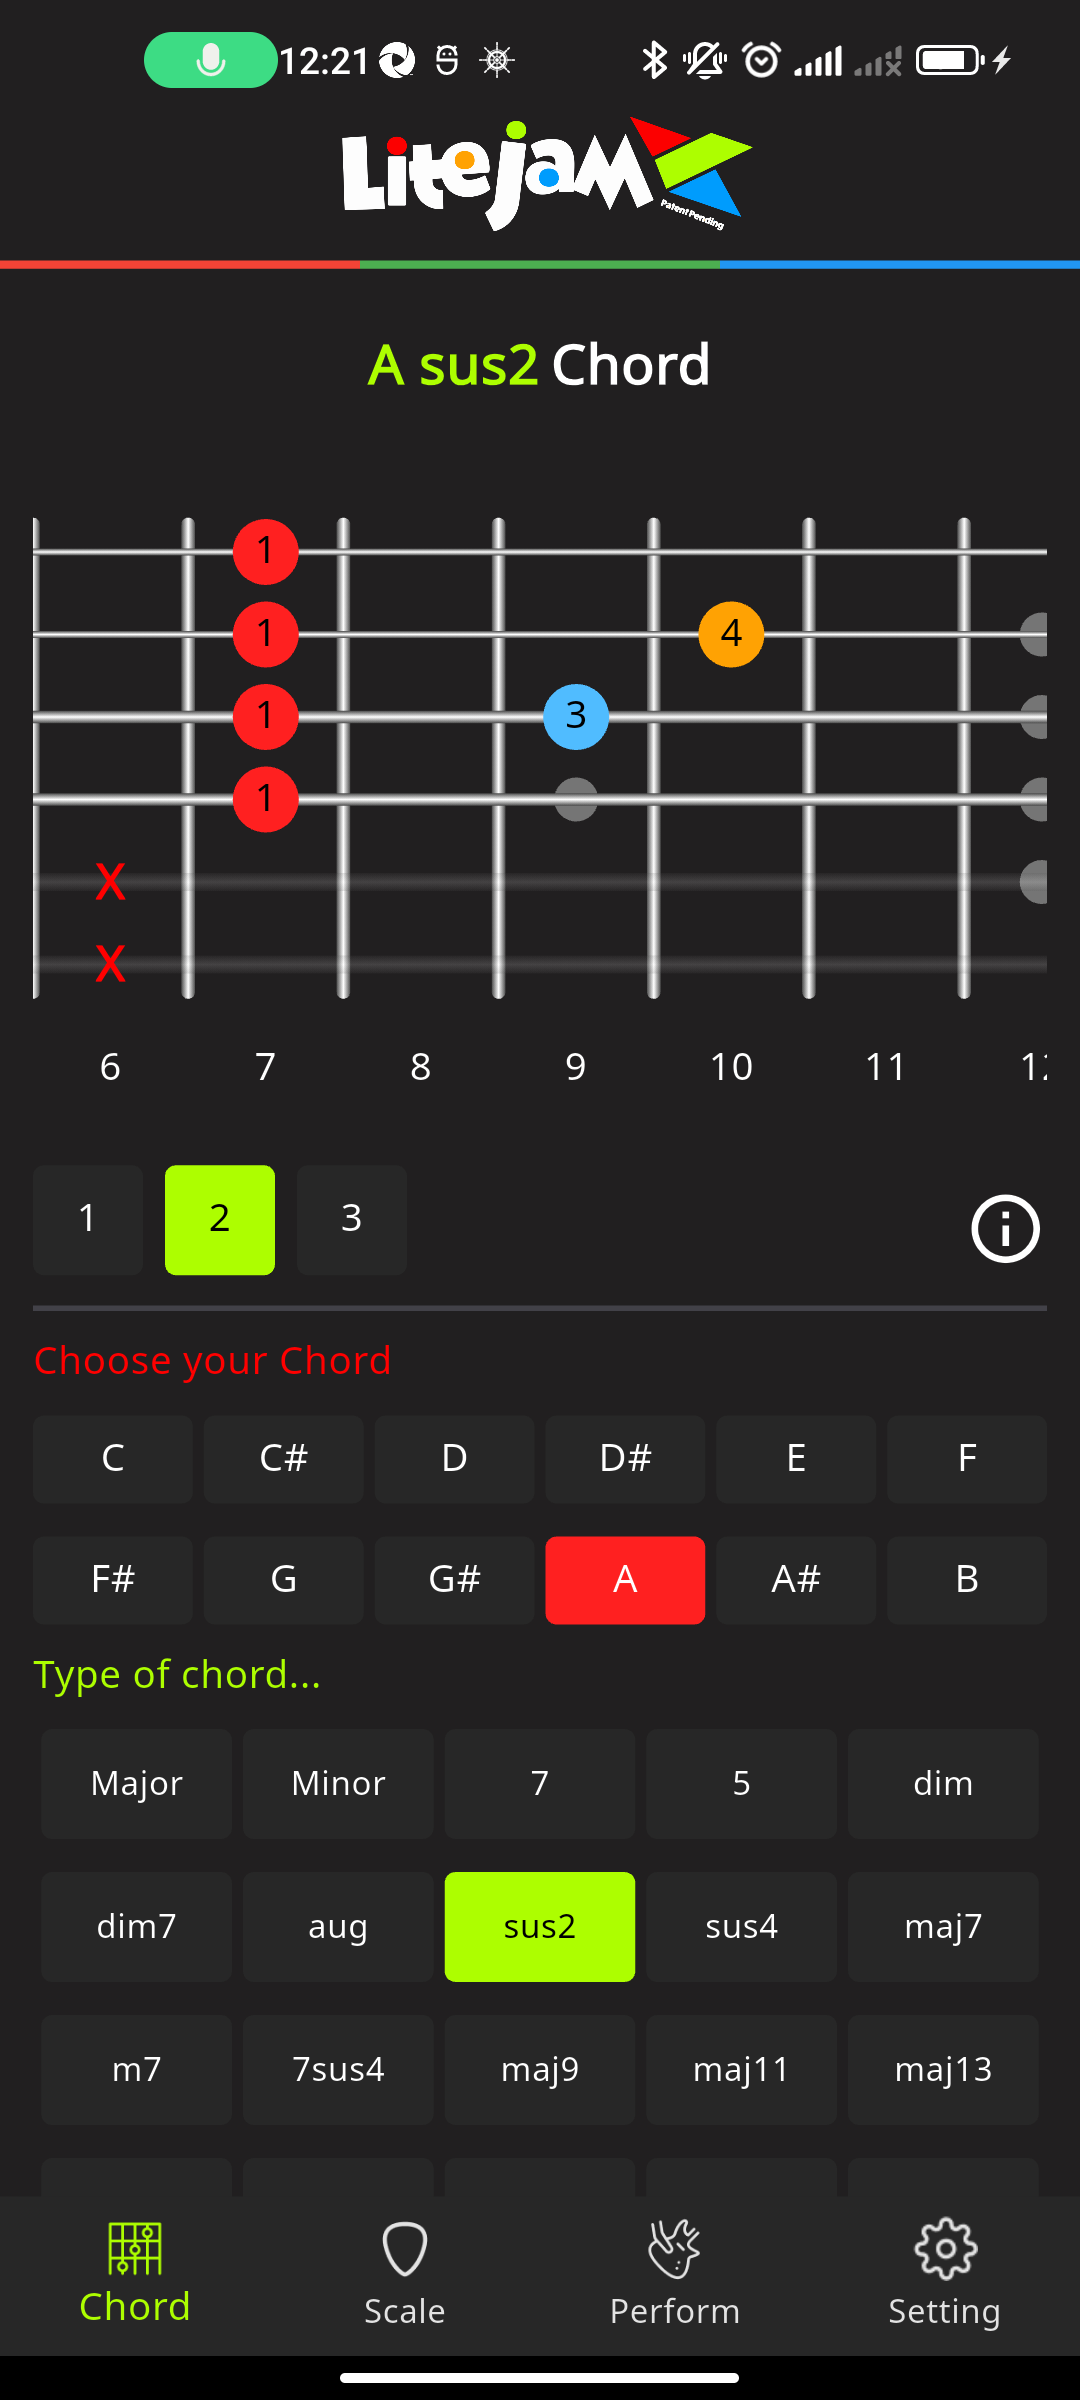 12:21
LitejaM
Patent Pending
A sus2 Chord
1
1 4
1 3
1
X
X
6 7 8 9 10 11
1 2 3
Choose your Chord
C C# D D# E F
F# G G# A A# B
Type of chord...
Major Minor 7 5 dim
dim7 aug sus2 sus4 maj7
m7 7sus4 maj9 maj11 maj13
Chord Scale Perform Setting